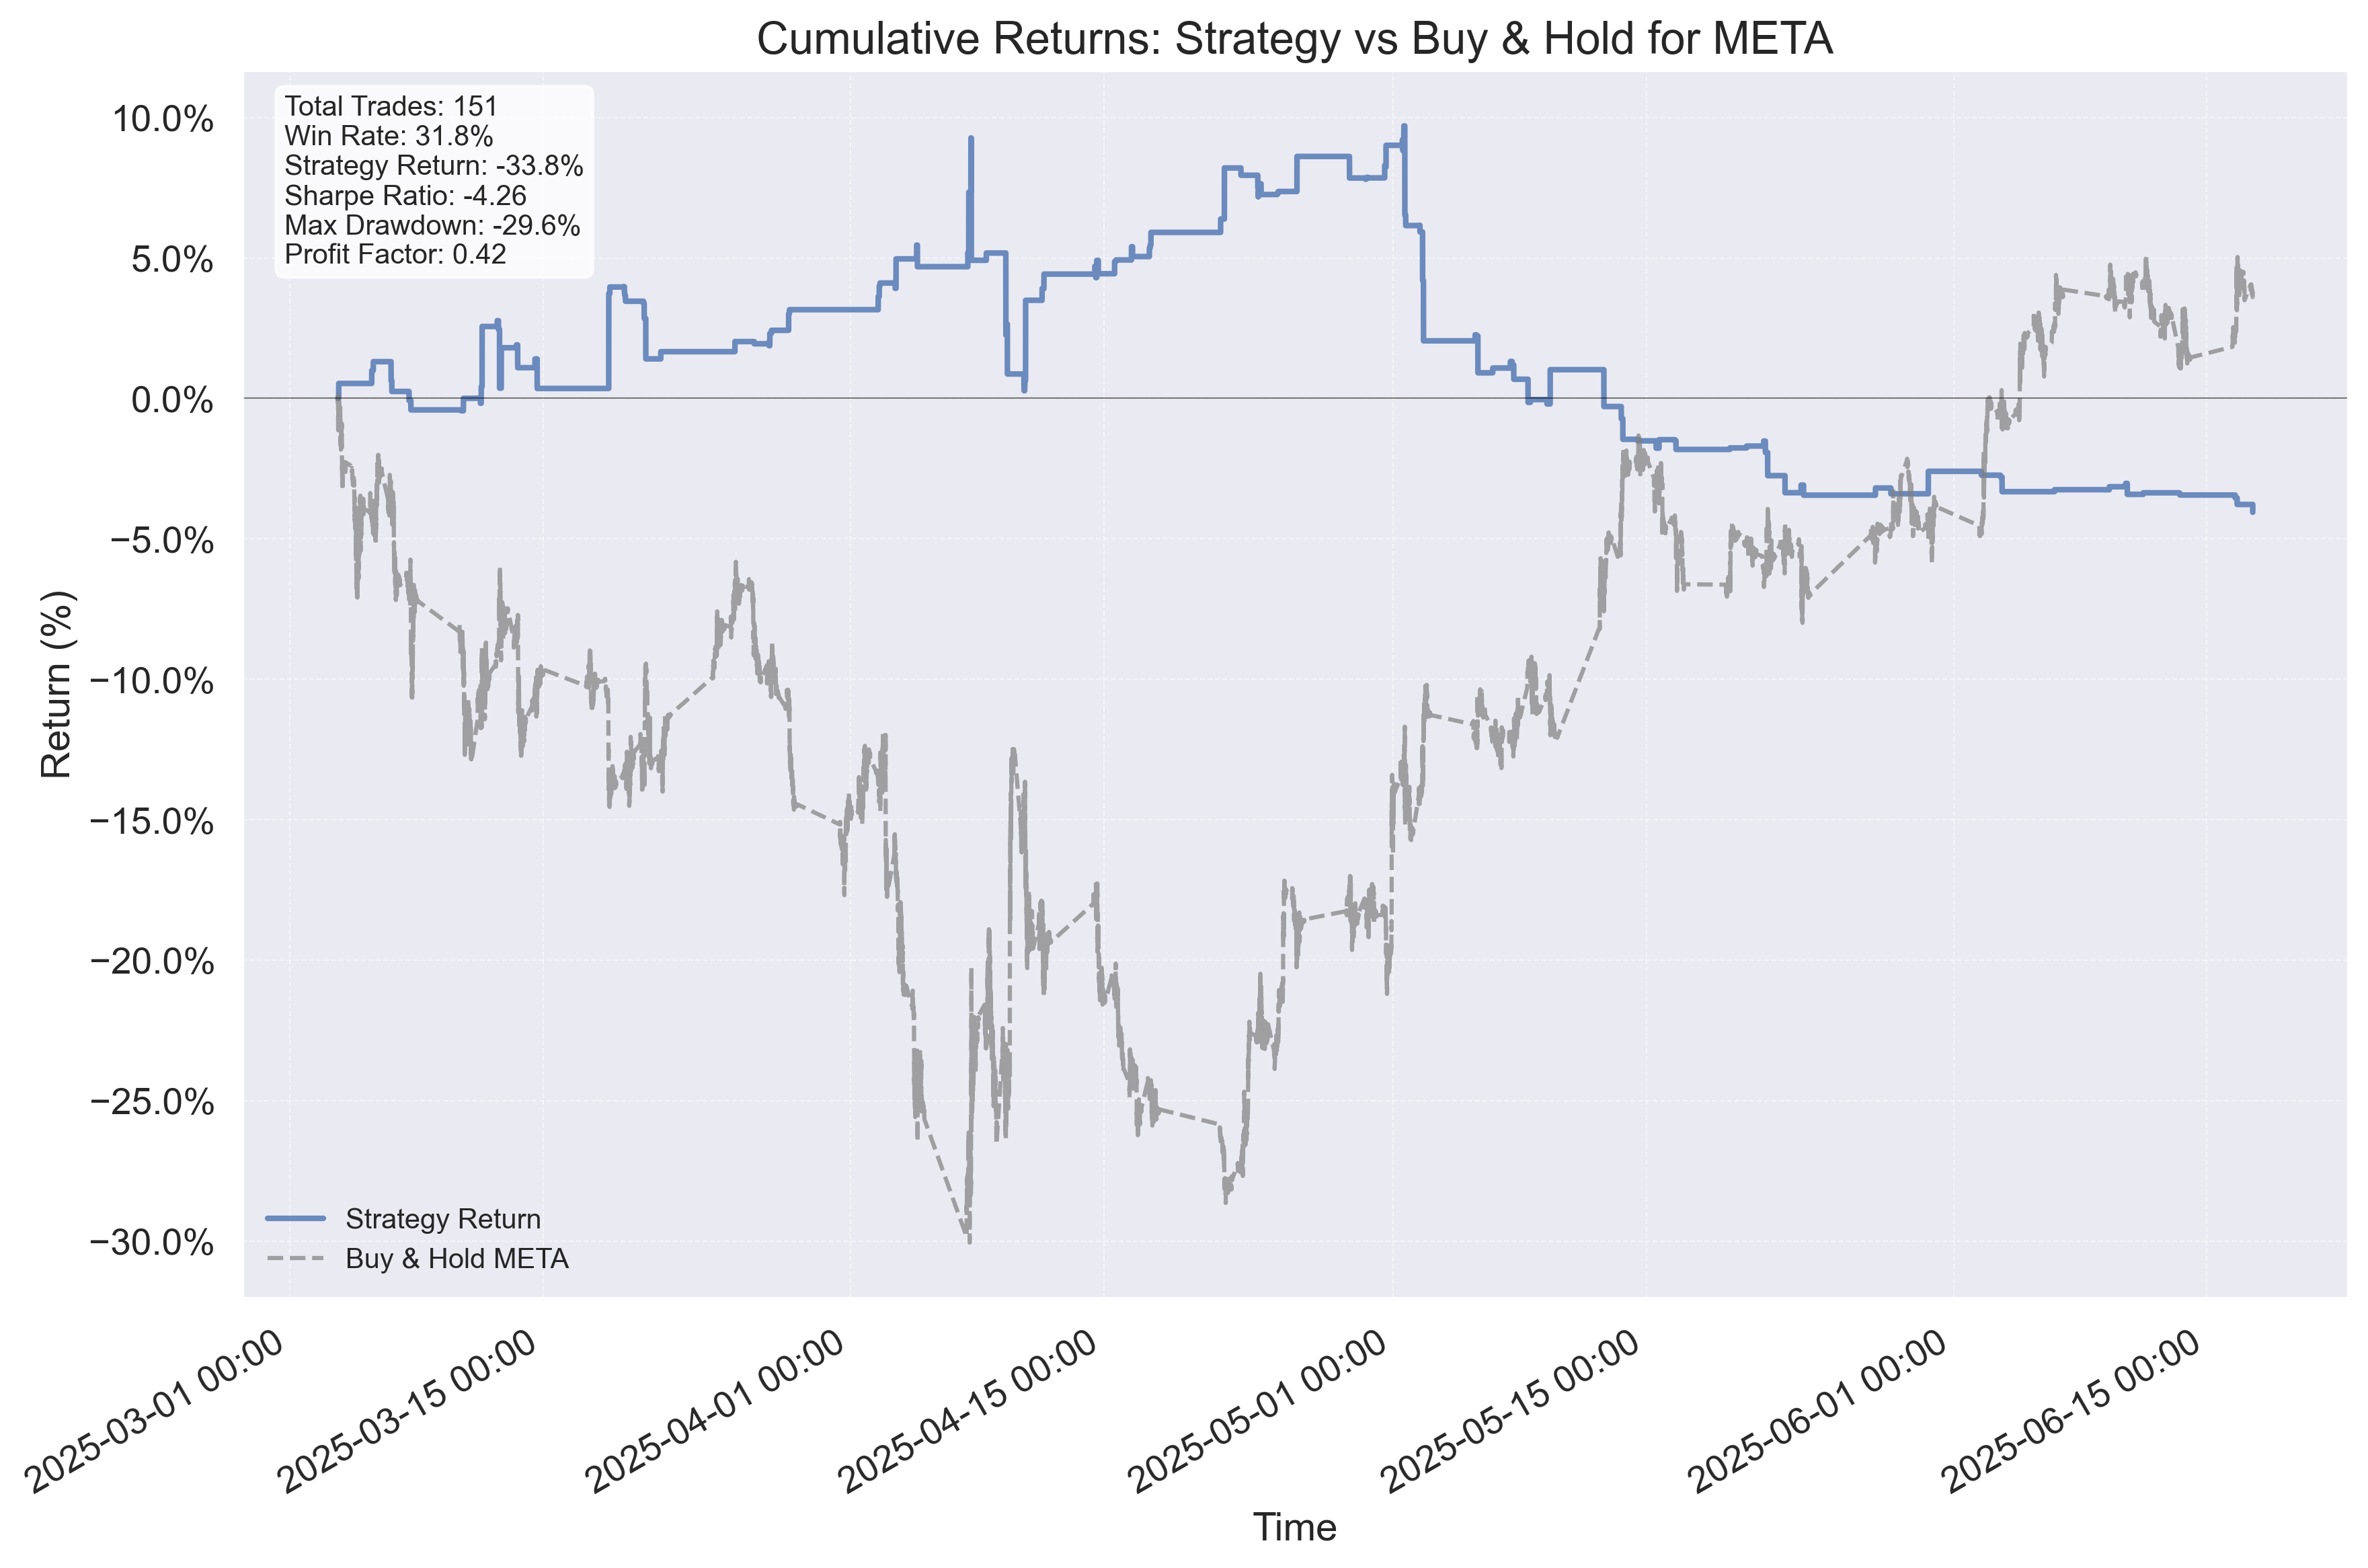 Cumulative Returns: Strategy vs Buy & Hold for META
Total Trades: 151
Win Rate: 31.8%
Strategy Return: -33.8%
Sharpe Ratio: -4.26
Max Drawdown: -29.6%
Profit Factor: 0.42
10.0%
5.0%
0.0%
−5.0%
−10.0%
−15.0%
−20.0%
−25.0%
−30.0%
Return (%)
Strategy Return
Buy & Hold META
2025-03-01 00:00
2025-03-15 00:00
2025-04-01 00:00
2025-04-15 00:00
2025-05-01 00:00
2025-05-15 00:00
2025-06-01 00:00
2025-06-15 00:00
Time